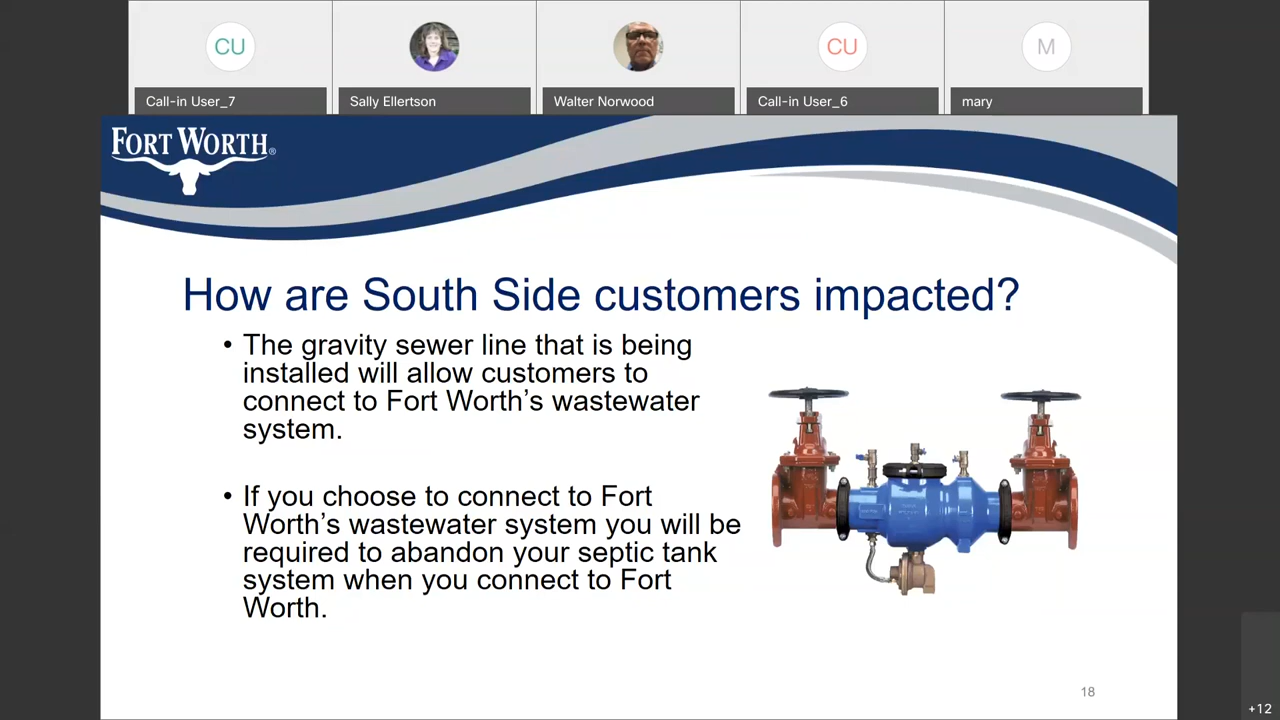 CU
CU
M
Call-in User_7
Sally Ellertson
Walter Norwood
Call-in User_6
mary
FORT WORTH®
How are South Side customers impacted?
• The gravity sewer line that is being
installed will allow customers to
connect to Fort Worth’s wastewater
system.
• If you choose to connect to Fort
Worth’s wastewater system you will be
required to abandon your septic tank
system when you connect to Fort
Worth.
18
+12